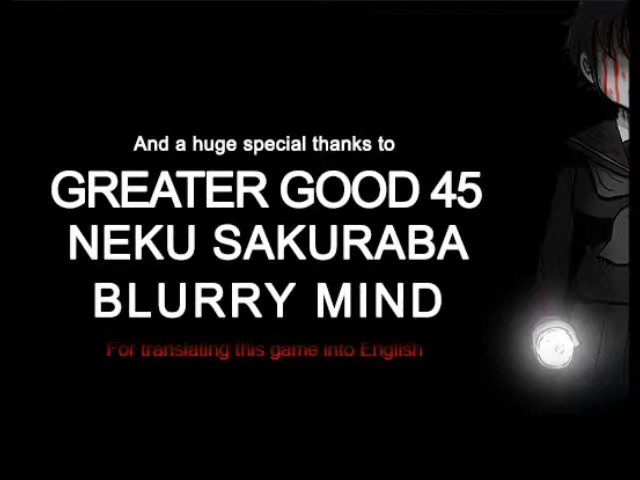 And a huge special thanks to
GREATER GOOD 45
NEKU SAKURABA
BLURRY MIND
For translating this game into English